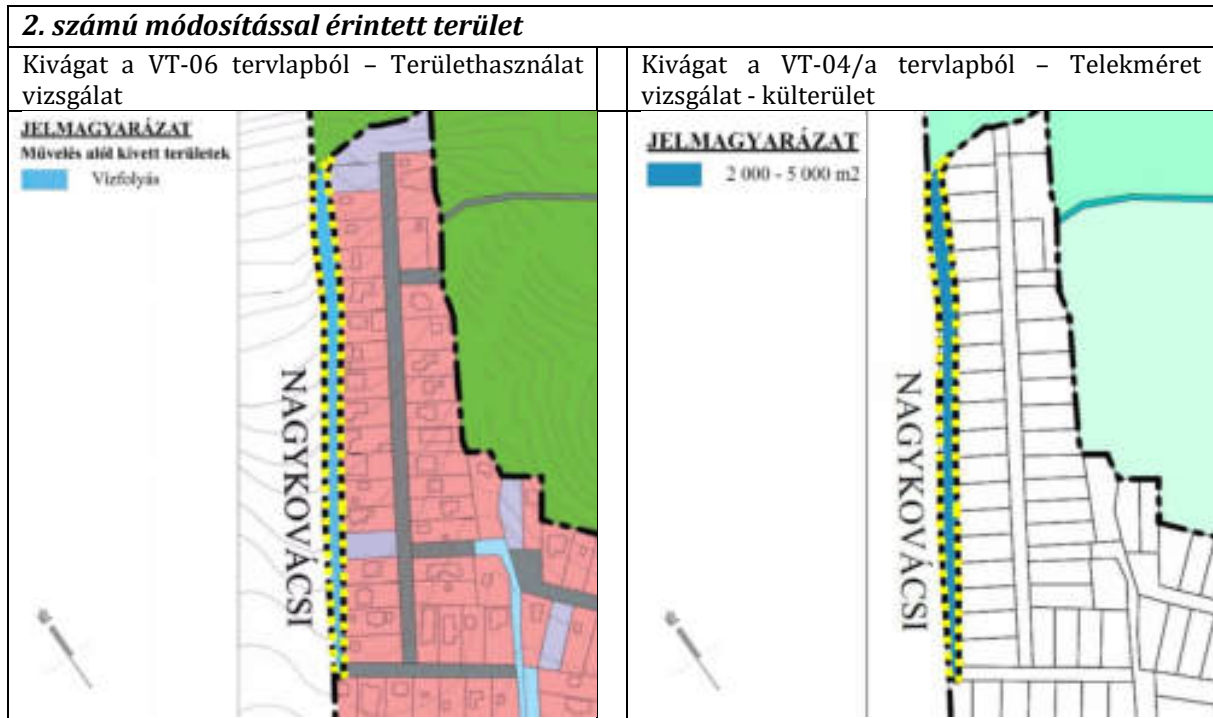 2. számú módosítással érintett terület
Kivágat a VT-06 tervlapból – Területhasználat
vizsgálat
Kivágat a VT-04/a tervlapból – Telekméret
vizsgálat - külterület
JELMAGYARÁZAT
Művelés alól kivett területek
Vízfolyás
NAGYKOVÁCSI
JELMAGYARÁZAT
2 000 - 5 000 m2
NAGYKOVÁCSI